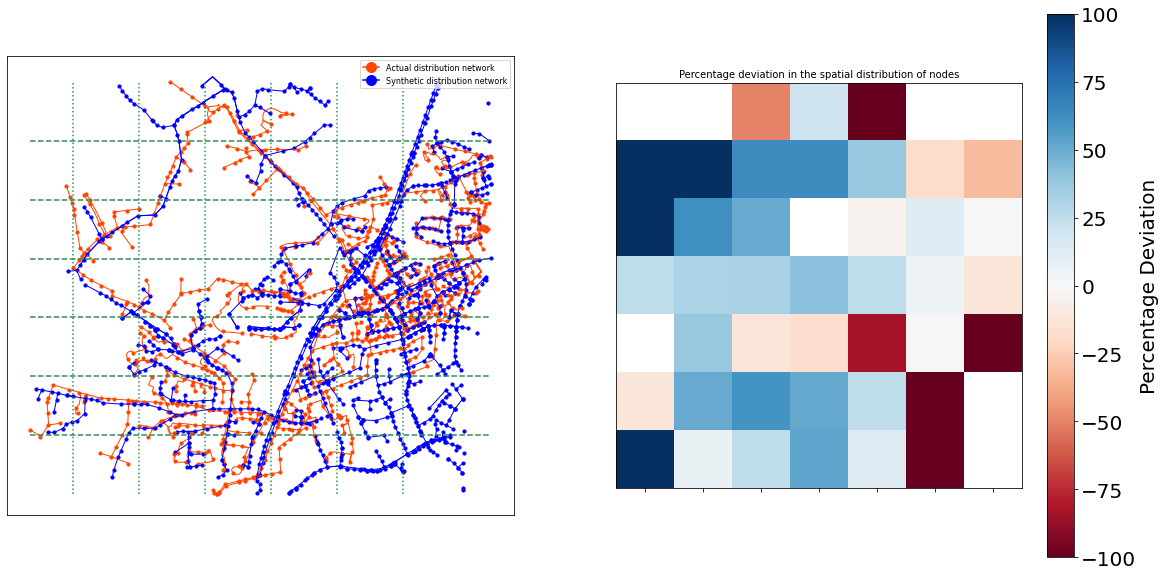 Actual distribution network
Synthetic distribution network
Percentage deviation in the spatial distribution of nodes
100
75
50
25
0
−25
−50
−75
−100
Percentage Deviation